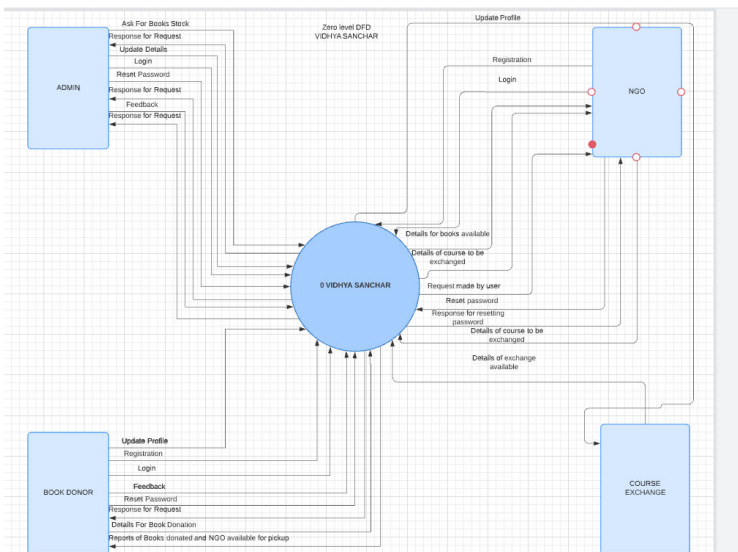 Zero level DFD
VIDHYA SANCHAR
Ask For Books Stock
Response for Request
Update Details
Login
Reset Password
Response for Request
Feedback
Response for Request
ADMIN
Update Profile
Registration
Login
NGO
Details for books available
Details of course to be
exchanged
0 VIDHYA SANCHAR
Request made by user
Reset password
Response for resetting
password
Details of course to be
exchanged
Details of exchange
available
Update Profile
Registration
Login
Feedback
Reset Password
Response for Request
Details For Book Donation
Reports of Books donated and NGO available for pickup
BOOK DONOR
COURSE
EXCHANGE